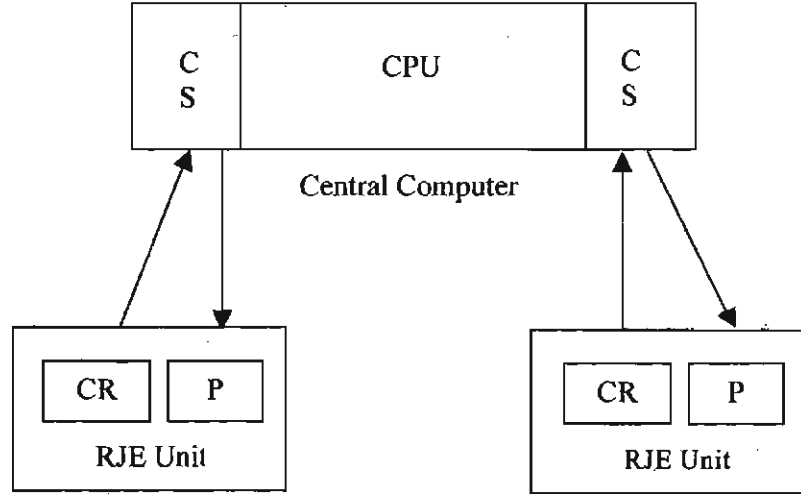 C
S
CPU
C
S
Central Computer
CR
P
RJE Unit
CR
P
RJE Unit